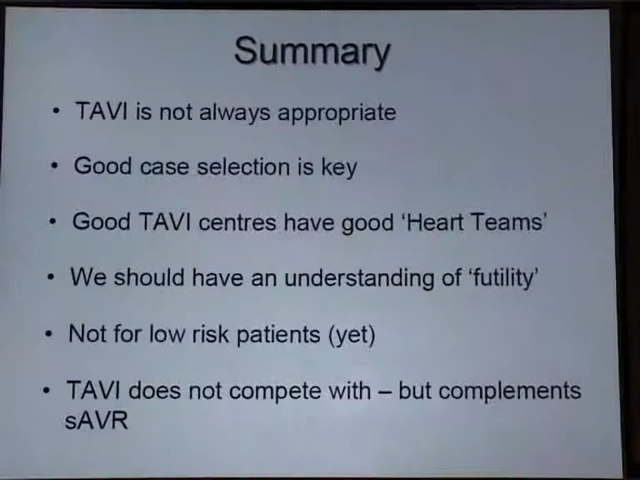 Summary
• TAVI is not always appropriate
• Good case selection is key
• Good TAVI centres have good ‘Heart Teams’
• We should have an understanding of ‘futility’
• Not for low risk patients (yet)
• TAVI does not compete with – but complements
sAVR